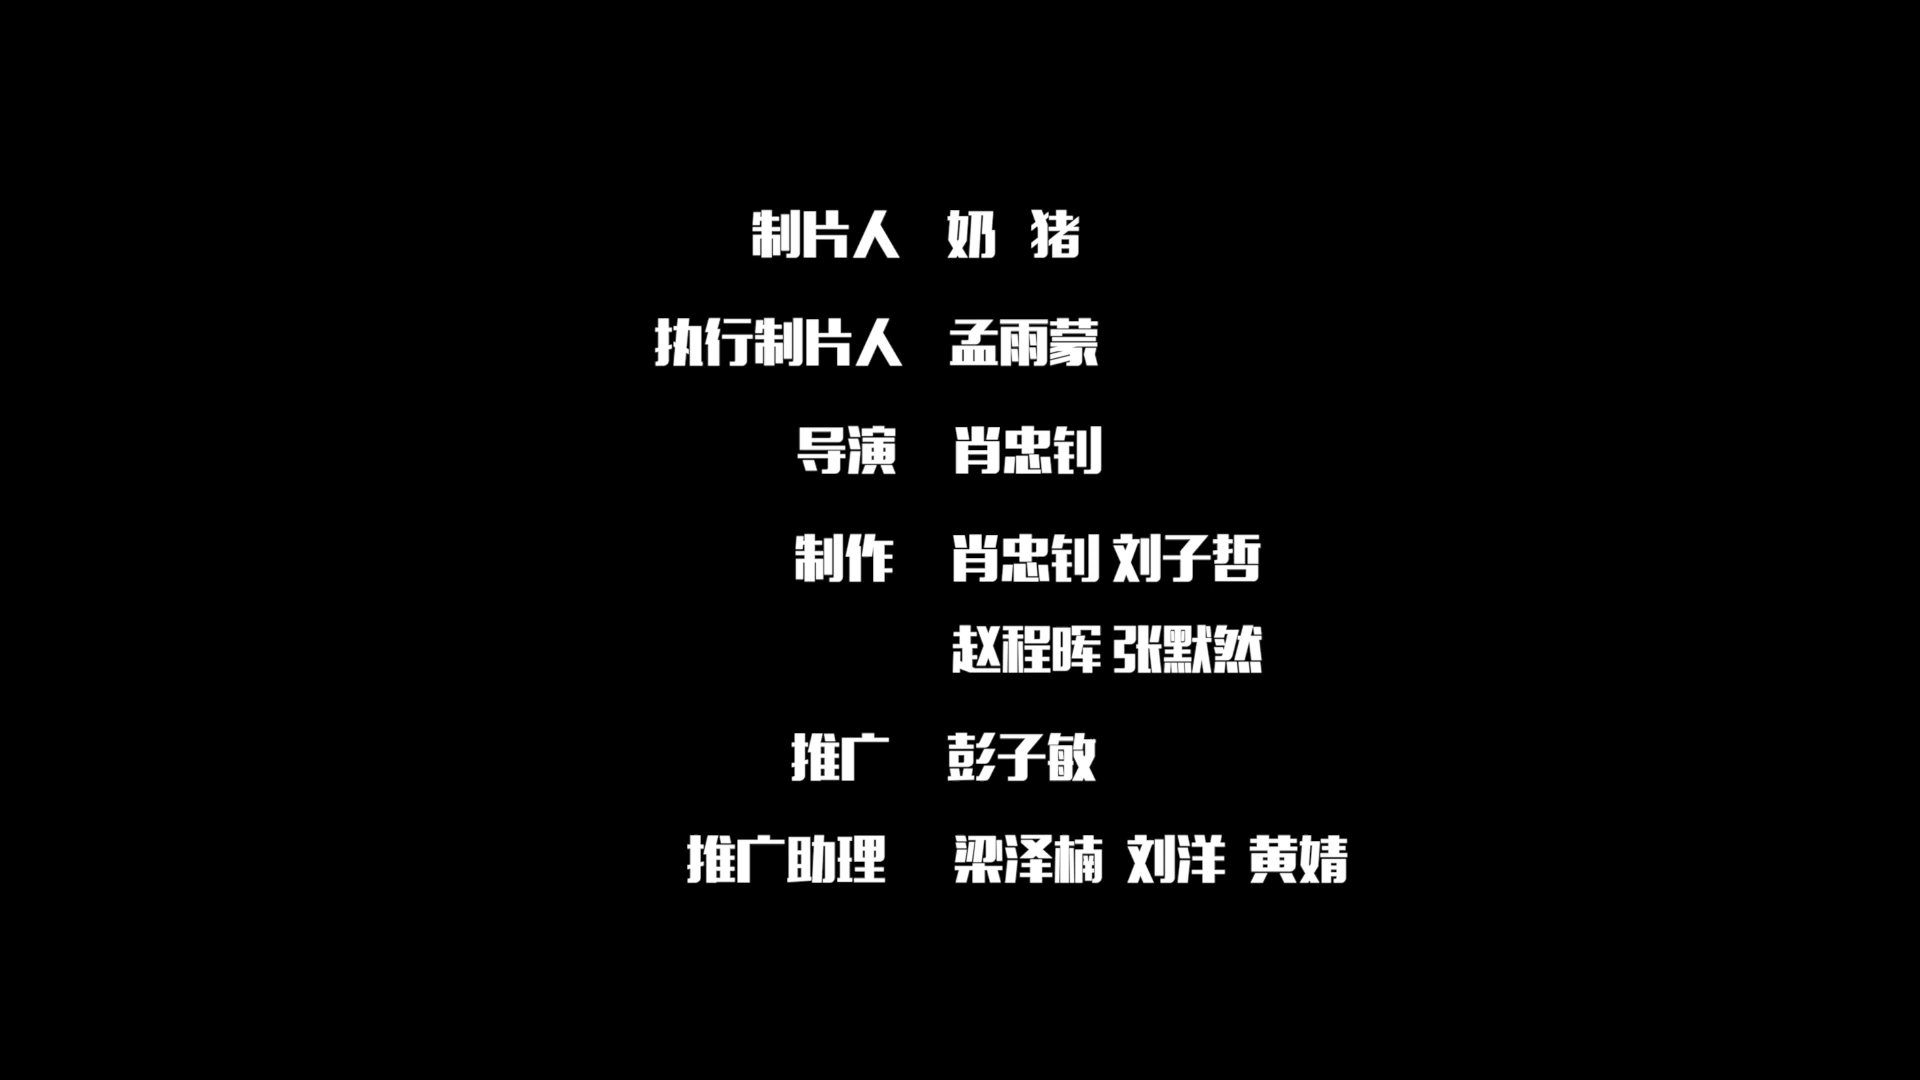 制片人 奶 猪
执行制片人 孟雨蒙
导演 肖忠钊
制作 肖忠钊 刘子哲
赵程晖 张默然
推广 彭子敏
推广助理 梁泽楠 刘洋 黄婧